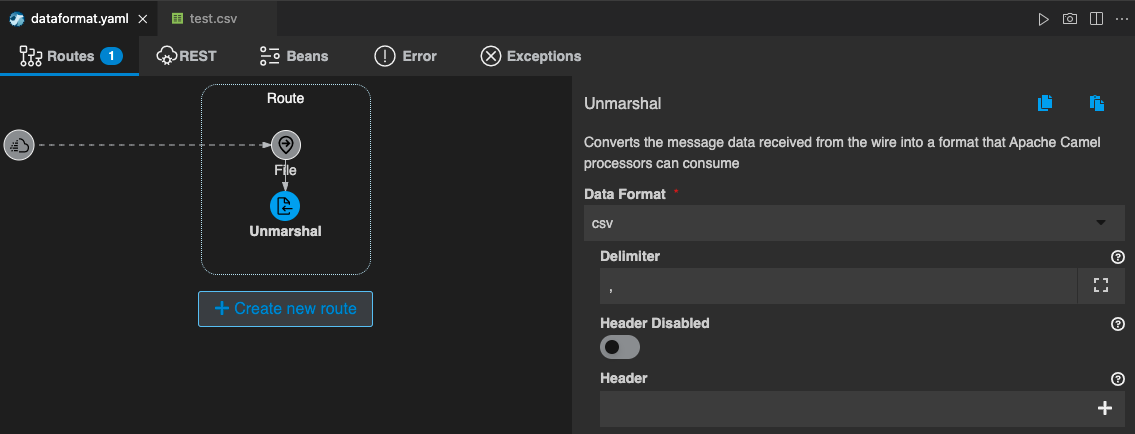 dataformat.yaml
test.csv
Routes 1
REST
Beans
Error
Exceptions
Route
File
Unmarshal
Create new route
Unmarshal
Converts the message data received from the wire into a format that Apache Camel
processors can consume
Data Format *
csv
Delimiter
,
Header Disabled
Header